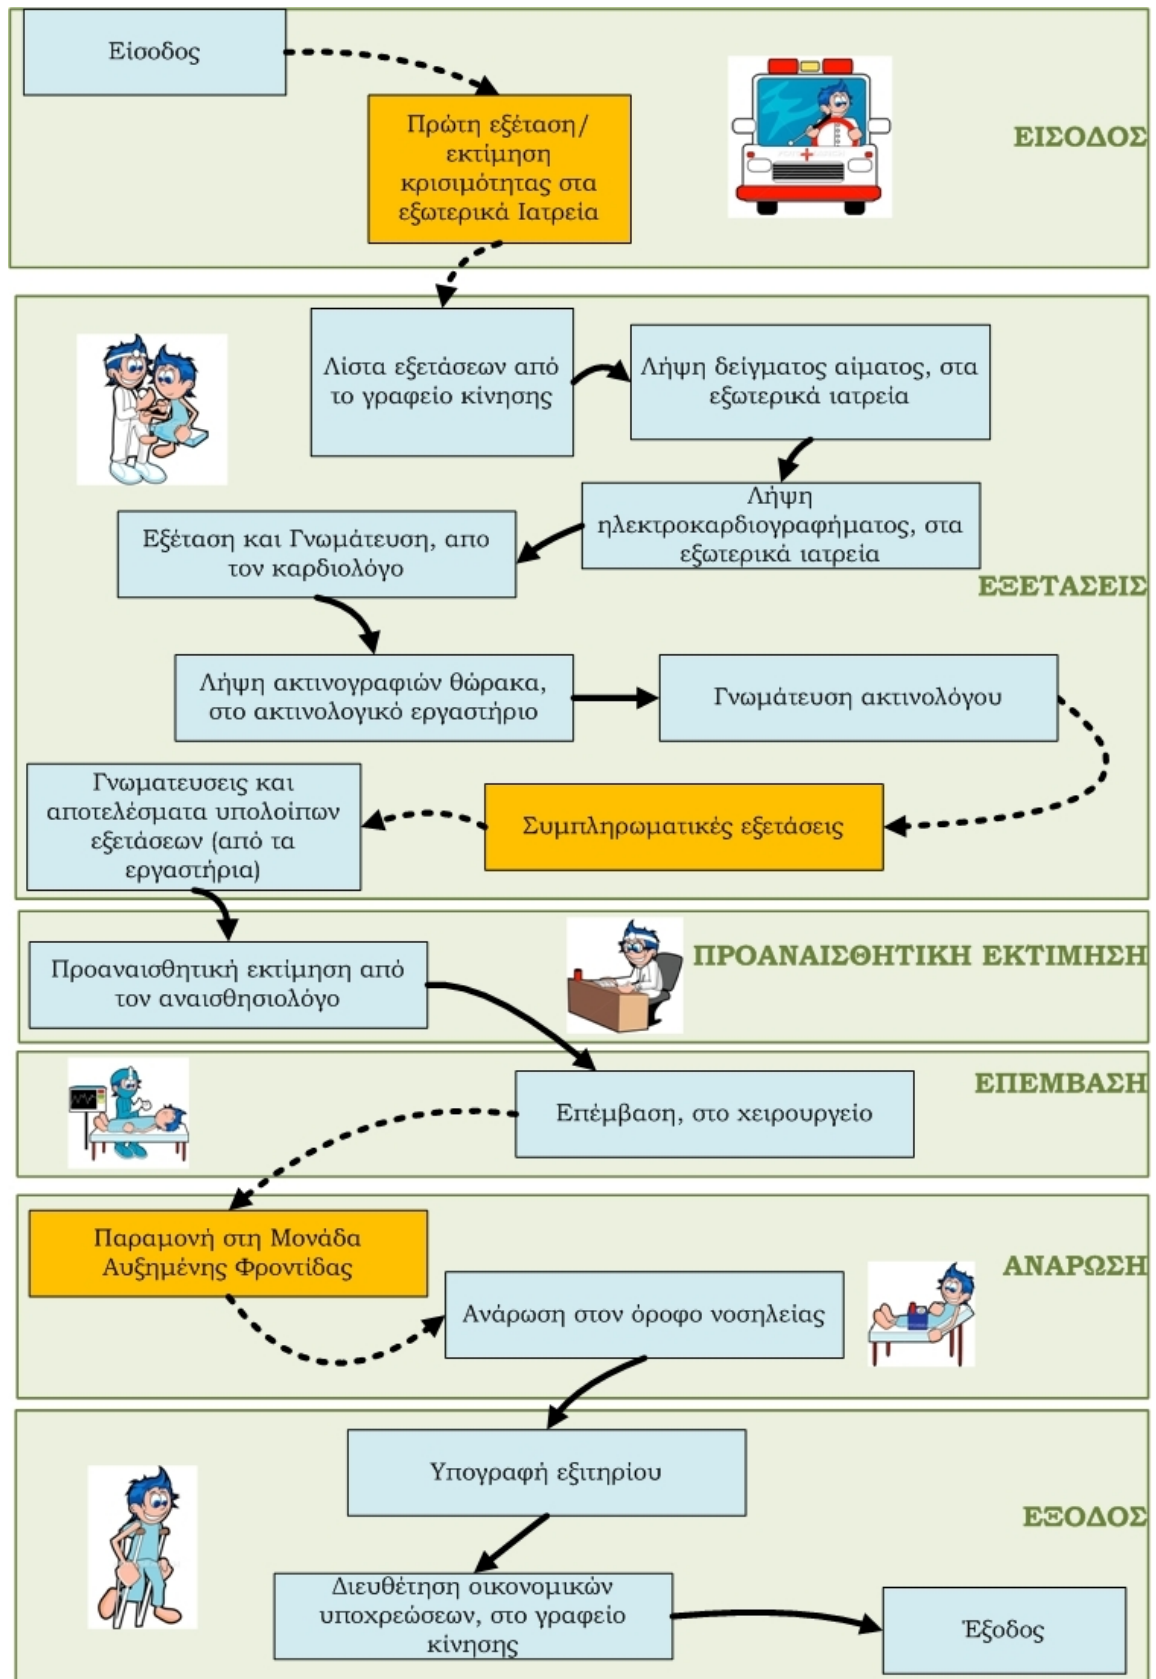 Είσοδος
Πρώτη εξέταση/
εκτίμηση
κρισιμότητας στα
εξωτερικά Ιατρεία
ΕΙΣΟΔΟΣ
Λίστα εξετάσεων από
το γραφείο κίνησης
Λήψη δείγματος αίματος, στα
εξωτερικά ιατρεία
Λήψη
ηλεκτροκαρδιογραφήματος, στα
εξωτερικά ιατρεία
Εξέταση και Γνωμάτευση, απο
τον καρδιολόγο
ΕΞΕΤΑΣΕΙΣ
Λήψη ακτινογραφιών θώρακα,
στο ακτινολογικό εργαστήριο
Γνωμάτευση ακτινολόγου
Συμπληρωματικές εξετάσεις
Γνωματευσεις και
αποτελέσματα υπολοίπων
εξετάσεων (από τα
εργαστήρια)
ΠΡΟΑΝΑΙΣΘΗΤΙΚΗ ΕΚΤΙΜΗΣΗ
Προαναισθητική εκτίμηση από
τον αναισθησιολόγο
ΕΠΕΜΒΑΣΗ
Επέμβαση, στο χειρουργείο
Παραμονή στη Μονάδα
Αυξημένης Φροντίδας
ΑΝΑΡΩΣΗ
Ανάρωση στον όροφο νοσηλείας
Υπογραφή εξιτηρίου
ΕΞΟΔΟΣ
Διευθέτηση οικονομικών
υποχρεώσεων, στο γραφείο
κίνησης
Έξοδος